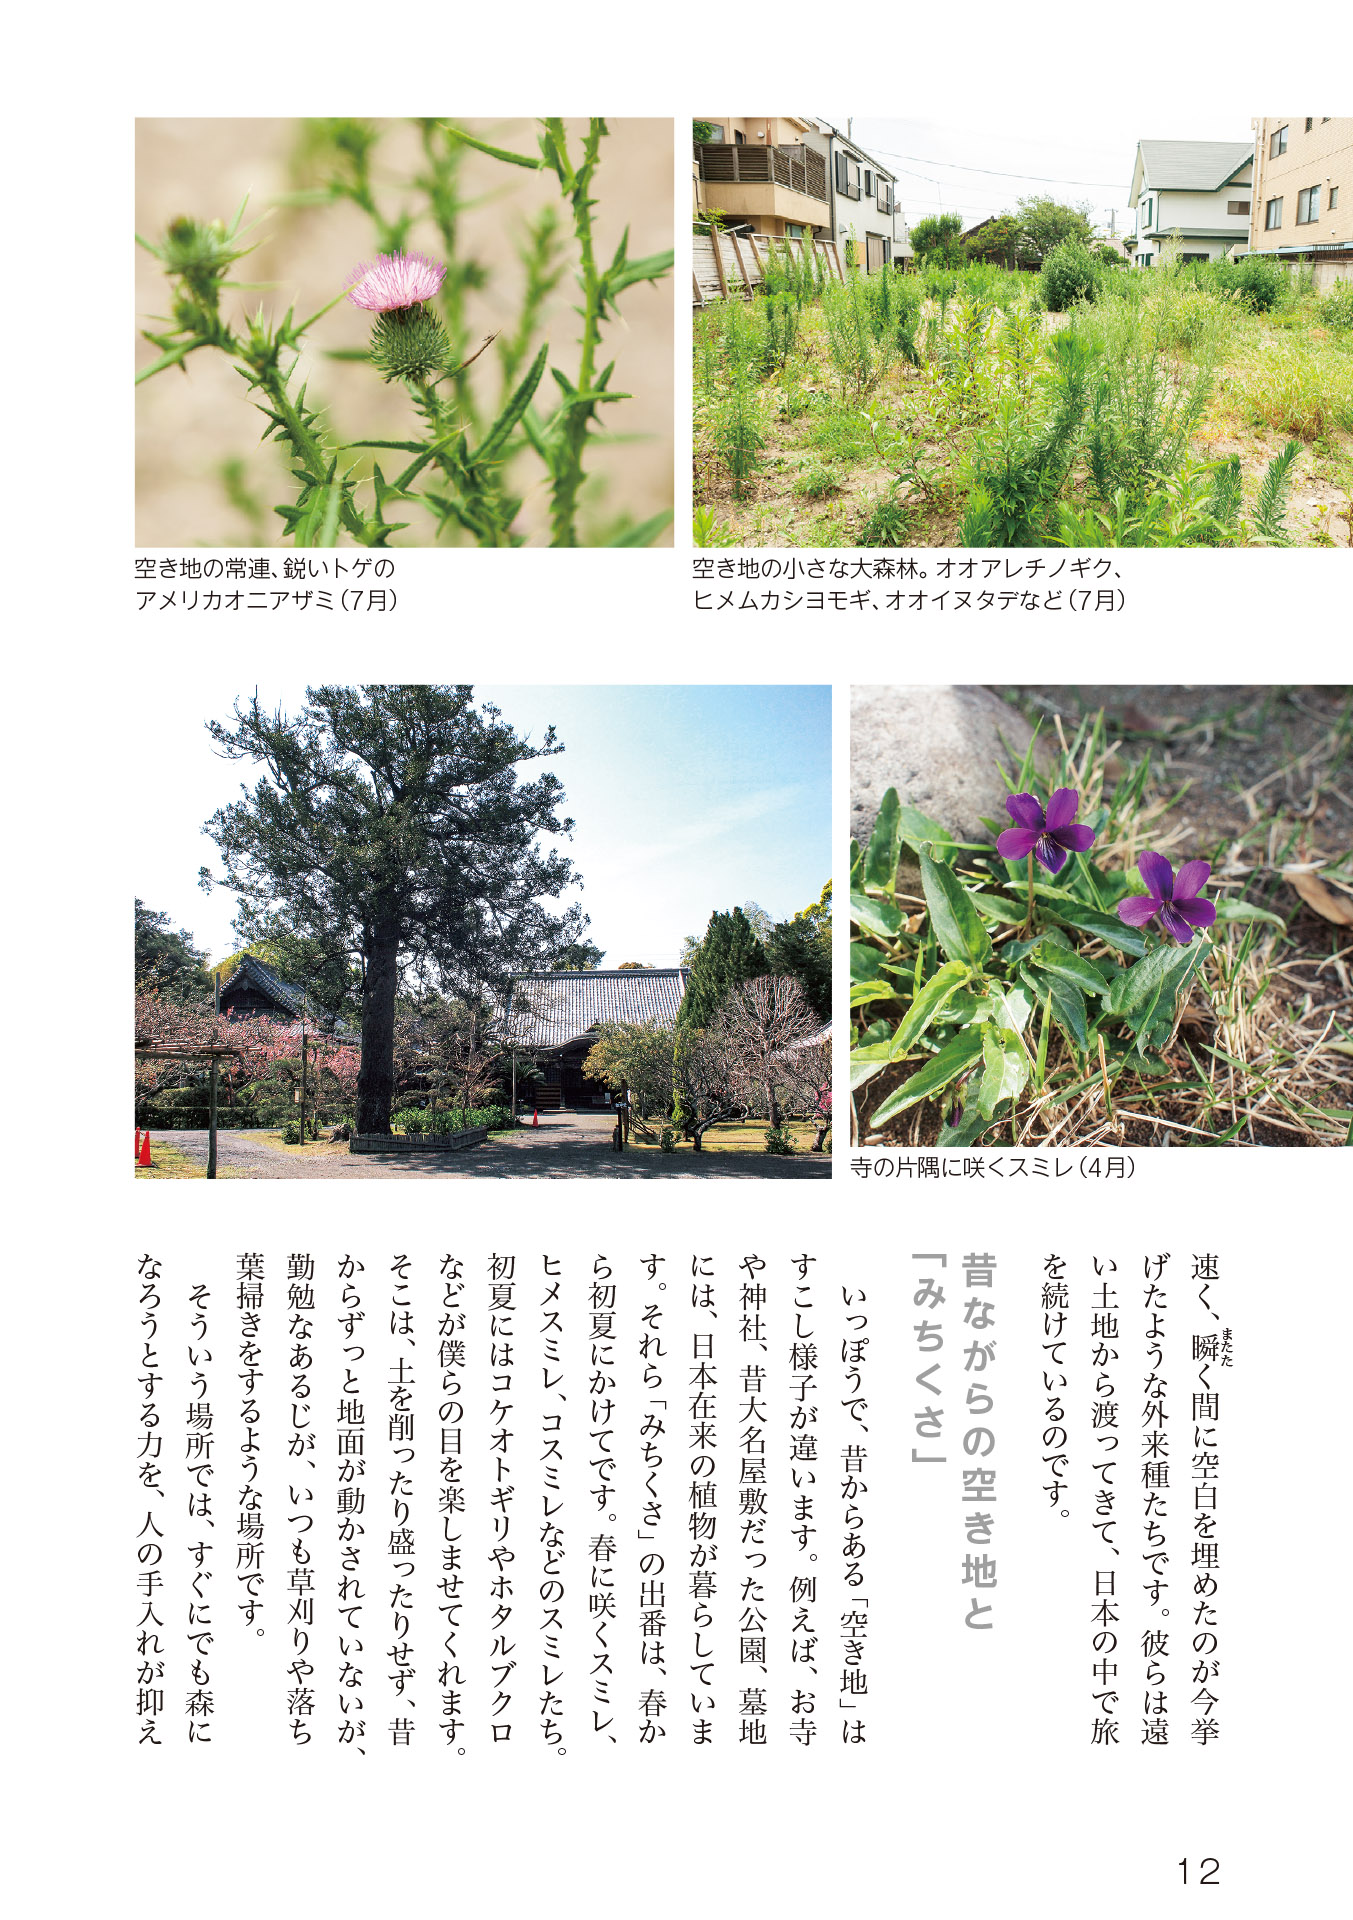 空き地の常連、鋭いトゲの
アメリカオニアザミ（7月）
空き地の小さな大森林。オオアレチノギク、
ヒメムカシヨモギ、オオイヌタデなど（7月）
寺の片隅に咲くスミレ（4月）
速く、瞬く間に空白を埋めたのが今挙
またた
げたような外来種たちです。彼らは遠
い土地から渡ってきて、日本の中で旅
を続けているのです。
昔ながらの空き地と
「みちくさ」
いっぽうで、昔からある「空き地」は
すこし様子が違います。例えば、お寺
や神社、昔大名屋敷だった公園、墓地
には、日本在来の植物が暮らしていま
す。それら「みちくさ」の出番は、春か
ら初夏にかけてです。春に咲くスミレ、
ヒメスミレ、コスミレなどのスミレたち。
初夏にはコケオトギリやホタルブクロ
などが僕らの目を楽しませてくれます。
そこは、土を削ったり盛ったりせず、昔
からずっと地面が動かされていないが、
勤勉なあるじが、いつも草刈りや落ち
葉掃きをするような場所です。
そういう場所では、すぐにでも森に
なろうとする力を、人の手入れが抑え
12